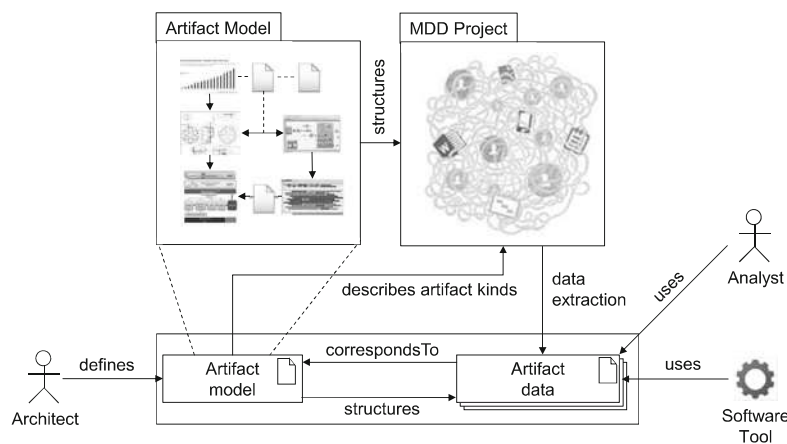 Artifact Model
MDD Project
structures
describes artifact kinds
data
extraction
uses
Analyst
defines
Architect
Artifact
model
correspondsTo
structures
Artifact
data
uses
Software
Tool